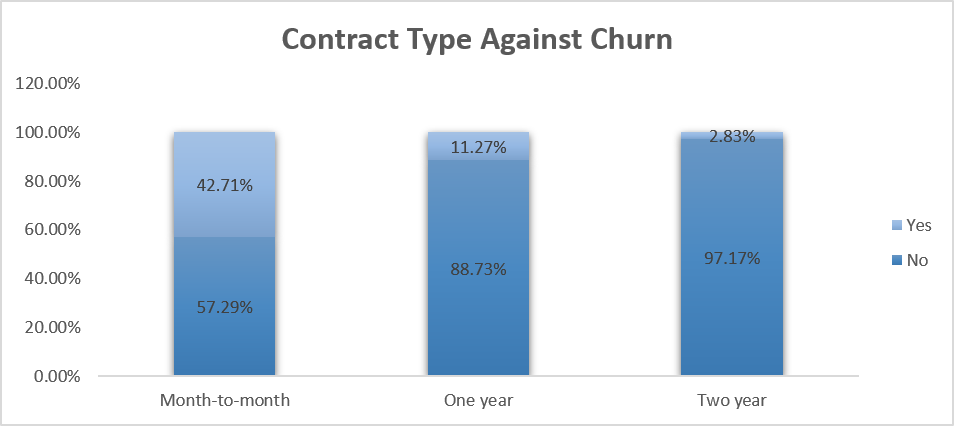 Contract Type Against Churn
120.00%
100.00%
80.00%
60.00%
40.00%
20.00%
0.00%
42.71%
57.29%
11.27%
88.73%
2.83%
97.17%
Month-to-month
One year
Two year
Yes
No